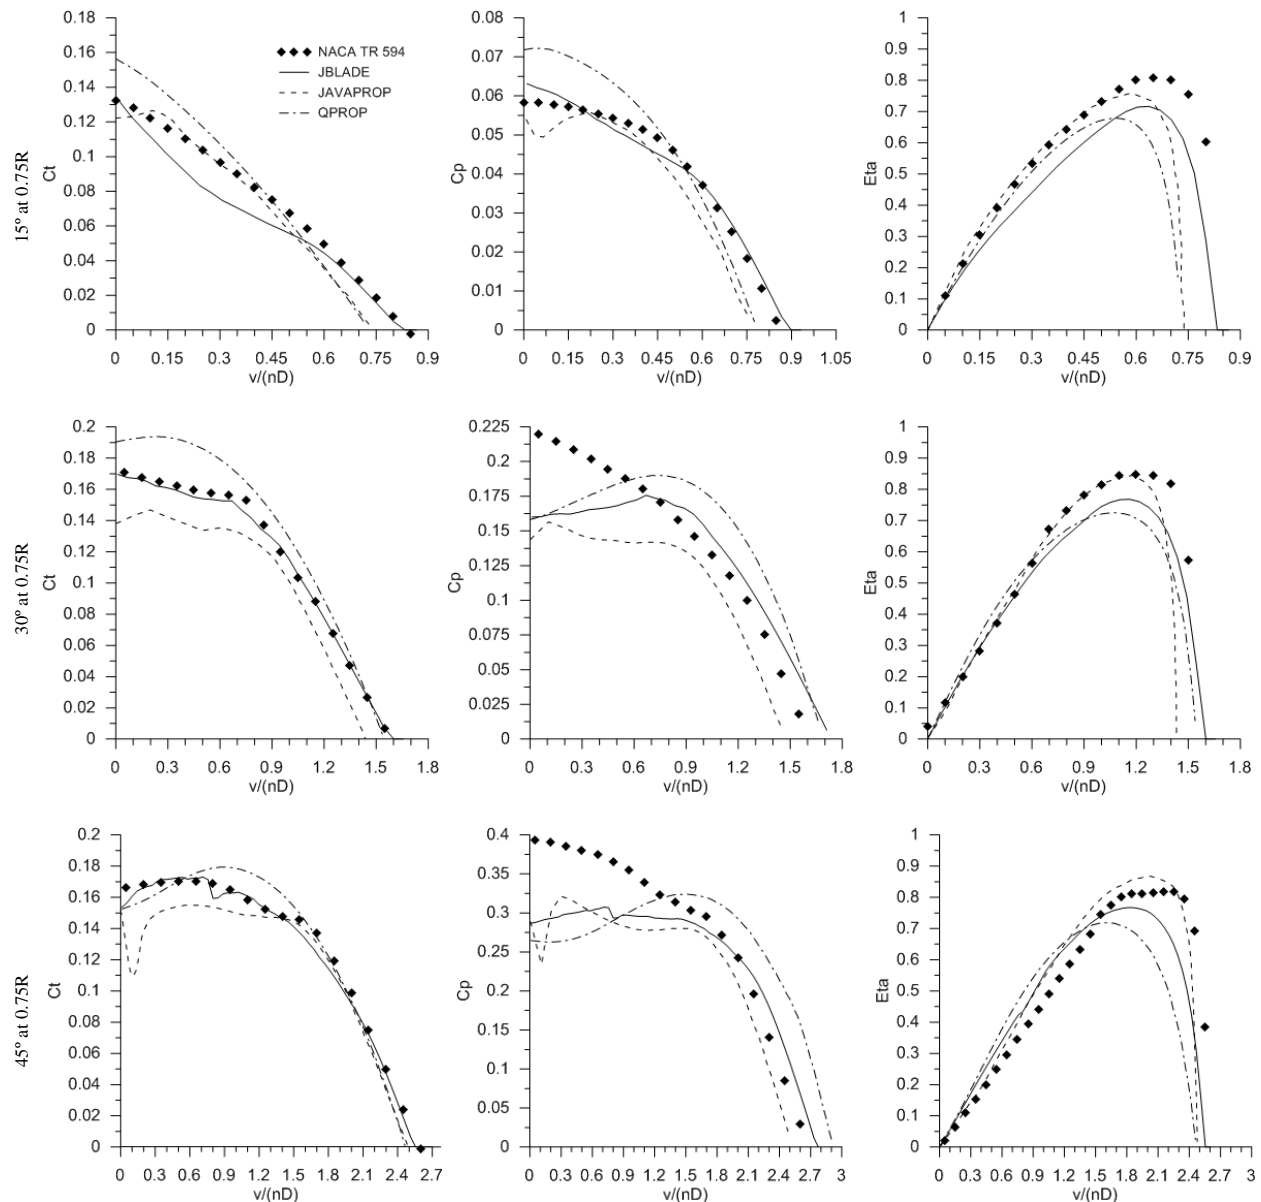 15º at 0.75R
Ct
0.18
0.16
0.14
0.12
0.1
0.08
0.06
0.04
0.02
0
0 0.15 0.3 0.45 0.6 0.75 0.9
v/(nD)
NACA TR 594
JBLADE
JAVAPROP
QPROP
Cp
0.08
0.07
0.06
0.05
0.04
0.03
0.02
0.01
0.00
0 0.15 0.3 0.45 0.6 0.75 0.9 1.05
v/(nD)
Eta
1
0.9
0.8
0.7
0.6
0.5
0.4
0.3
0.2
0.1
0
0 0.15 0.3 0.45 0.6 0.75 0.9
v/(nD)
30º at 0.75R
Ct
0.2
0.18
0.16
0.14
0.12
0.1
0.08
0.06
0.04
0.02
0
0 0.3 0.6 0.9 1.2 1.5 1.8
v/(nD)
Cp
0.225
0.2
0.175
0.15
0.125
0.1
0.075
0.05
0.025
0
0 0.3 0.6 0.9 1.2 1.5 1.8
v/(nD)
Eta
1
0.9
0.8
0.7
0.6
0.5
0.4
0.3
0.2
0.1
0
0 0.3 0.6 0.9 1.2 1.5 1.8
v/(nD)
45º at 0.75R
Ct
0.2
0.18
0.16
0.14
0.12
0.1
0.08
0.06
0.04
0.02
0
0 0.3 0.6 0.9 1.2 1.5 1.8 2.1 2.4 2.7
v/(nD)
Cp
0.4
0.35
0.3
0.25
0.2
0.15
0.1
0.05
0
0 0.3 0.6 0.9 1.2 1.5 1.8 2.1 2.4 2.7 3
v/(nD)
Eta
1
0.9
0.8
0.7
0.6
0.5
0.4
0.3
0.2
0.1
0
0 0.3 0.6 0.9 1.2 1.5 1.8 2.1 2.4 2.7 3
v/(nD)